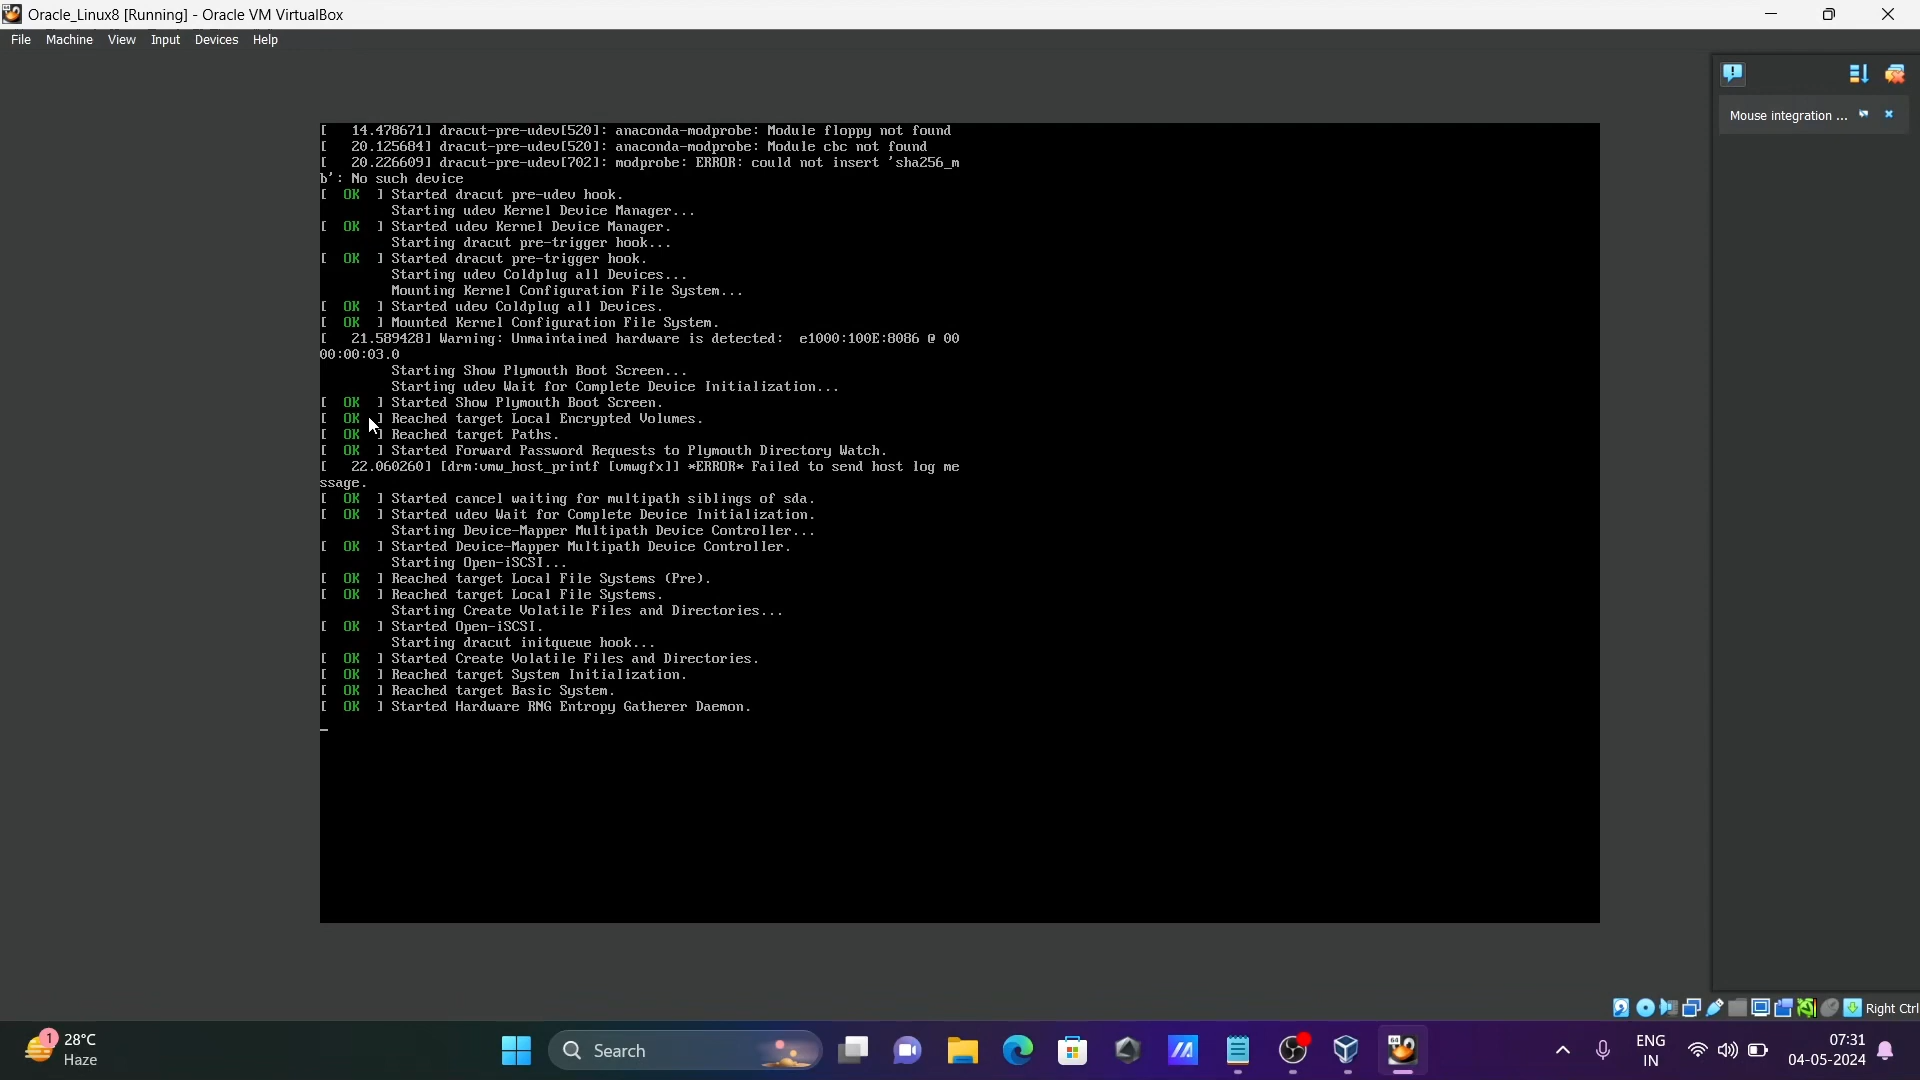 Oracle_Linux8 [Running] - Oracle VM VirtualBox
File Machine View Input Devices Help
Mouse integration ...
[   14.478671] dracut-pre-udev[520]: anaconda-modprobe: Module floppy not found
[   20.125684] dracut-pre-udev[520]: anaconda-modprobe: Module cbc not found
[   20.226609] dracut-pre-udev[702]: modprobe: ERROR: could not insert 'sha256_m
b': No such device
[  OK  ] Started dracut pre-udev hook.
Starting udev Kernel Device Manager...
[  OK  ] Started udev Kernel Device Manager.
Starting dracut pre-trigger hook...
[  OK  ] Started dracut pre-trigger hook.
Starting udev Coldplug all Devices...
Mounting Kernel Configuration File System...
[  OK  ] Started udev Coldplug all Devices.
[  OK  ] Mounted Kernel Configuration File System.
[   21.589428] Warning: Unmaintained hardware is detected:  e1000:100E:8086 @ 00
00:00:03.0
Starting Show Plymouth Boot Screen...
Starting udev Wait for Complete Device Initialization...
[  OK  ] Started Show Plymouth Boot Screen.
[  OK  ] Reached target Local Encrypted Volumes.
[  OK  ] Reached target Paths.
[  OK  ] Started Forward Password Requests to Plymouth Directory Watch.
[   22.060260] [drm:vmw_host_printf [vmwgfx]] *ERROR* Failed to send host log me
ssage.
[  OK  ] Started cancel waiting for multipath siblings of sda.
[  OK  ] Started udev Wait for Complete Device Initialization.
Starting Device-Mapper Multipath Device Controller...
[  OK  ] Started Device-Mapper Multipath Device Controller.
Starting Open-iSCSI...
[  OK  ] Reached target Local File Systems (Pre).
[  OK  ] Reached target Local File Systems.
Starting Create Volatile Files and Directories...
[  OK  ] Started Open-iSCSI.
Starting dracut initqueue hook...
[  OK  ] Started Create Volatile Files and Directories.
[  OK  ] Reached target System Initialization.
[  OK  ] Reached target Basic System.
[  OK  ] Started Hardware RNG Entropy Gatherer Daemon.
Right Ctrl
1
28°C
Haze
Search
ENG
IN
07:31
04-05-2024